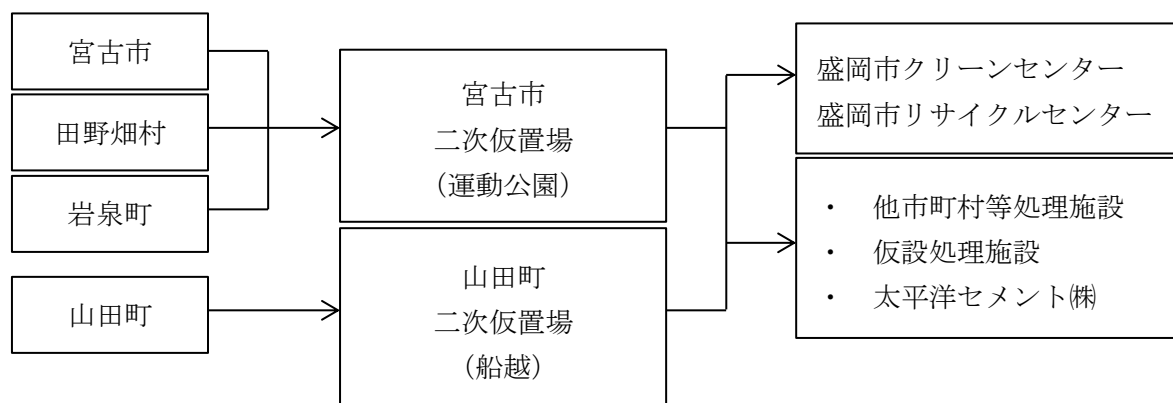 宮古市
田野畑村
岩泉町
山田町
宮古市
二次仮置場
（運動公園）
山田町
二次仮置場
（船越）
盛岡市クリーンセンター
盛岡市リサイクルセンター
・ 他市町村等処理施設
・ 仮設処理施設
・ 太平洋セメント㈱